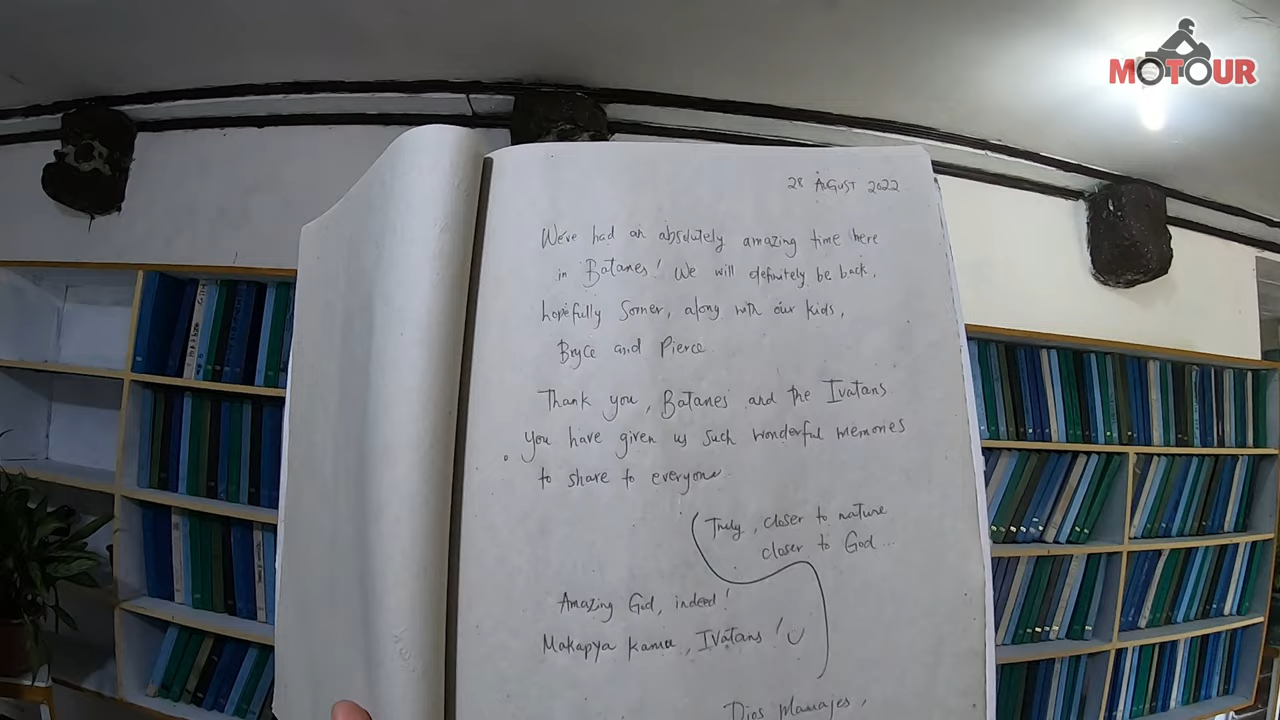 MOTOUR
28 AUGUST 2022
We've had an absolutely amazing time here
in Batanes! We will definitely be back,
hopefully sooner, along with our kids,
Bryce and Pierce.
Thank you, Batanes and the Ivatans
you have given us such wonderful memories
to share to everyone.
Truly, closer to nature
closer to God...
Amazing God, indeed!
Makapya kamu, Ivatans!
Dios Mamajes,